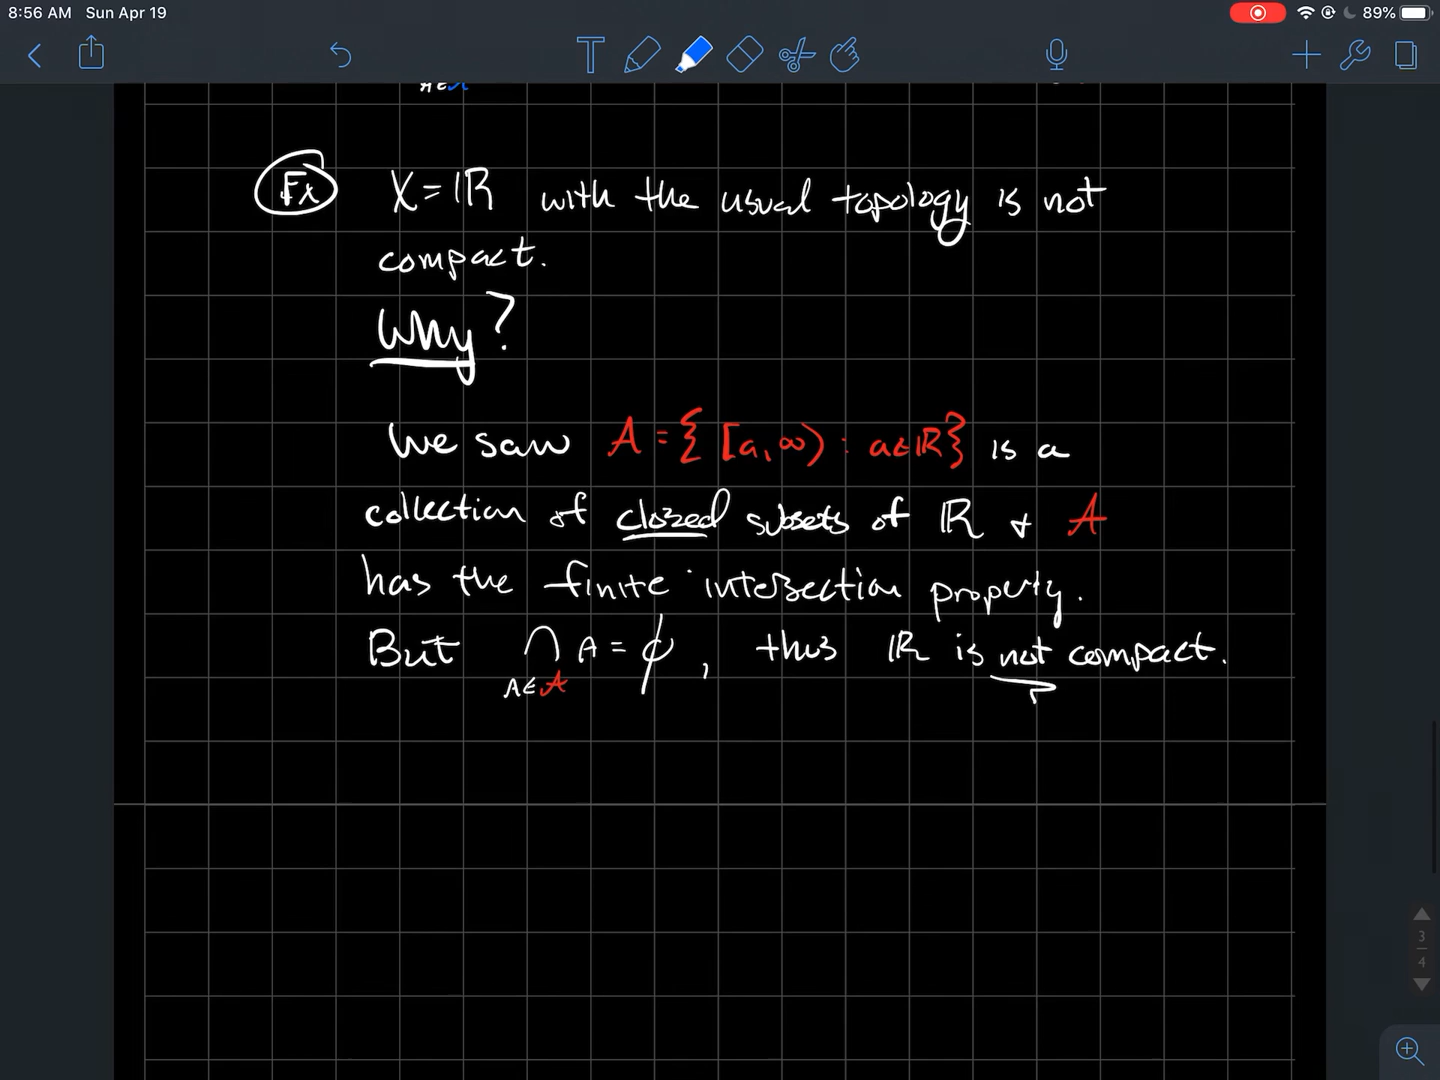 8:56 AM Sun Apr 19
89%
A∈𝒜
Ex X = ℝ with the usual topology is not
compact.
Why?
We saw 𝒜 = { [a, ∞) : a∈ℝ } is a
collection of closed subsets of ℝ & 𝒜
has the finite intersection property.
But ⋂ A = ∅, thus ℝ is not compact.
A∈𝒜
3
4